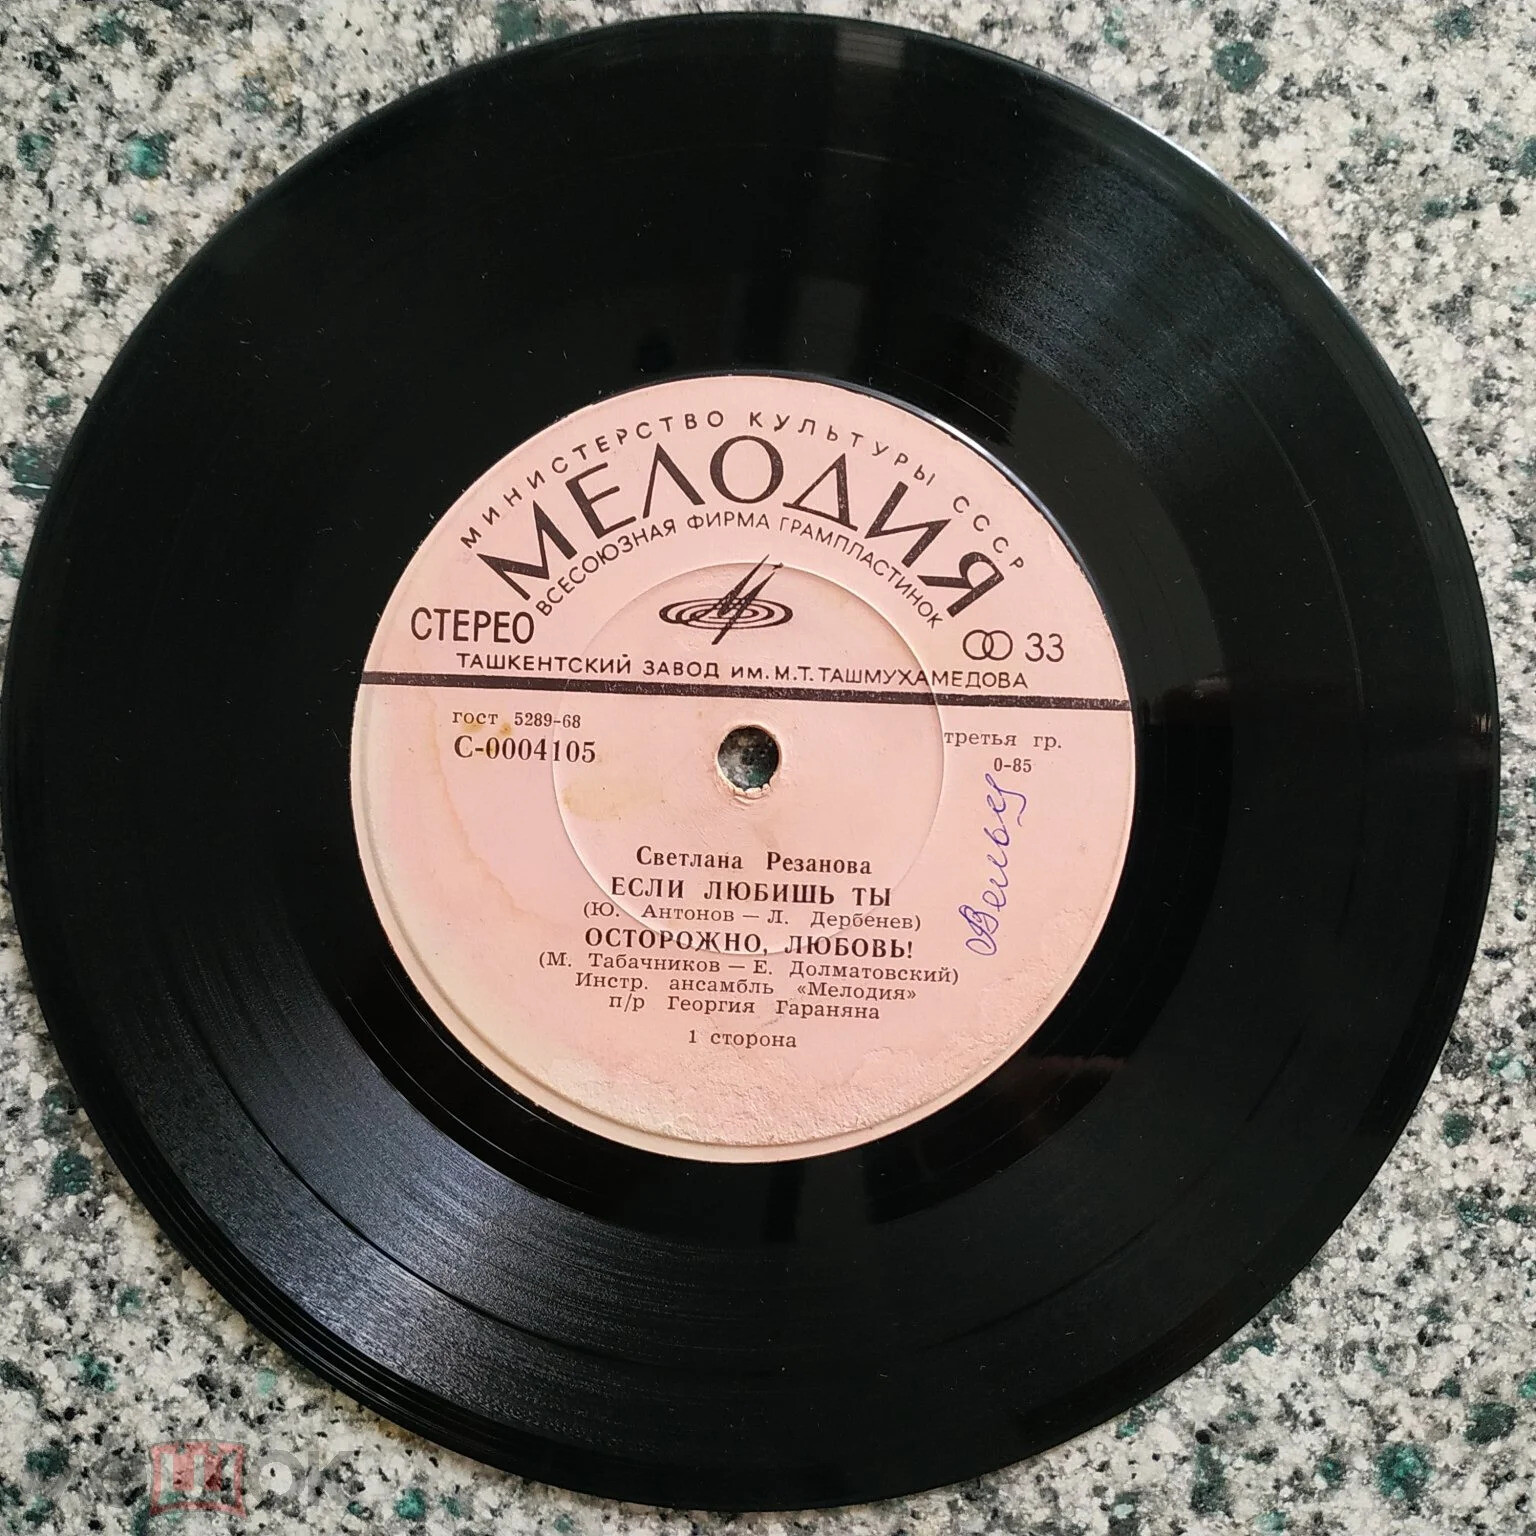 МИНИСТЕРСТВО КУЛЬТУРЫ СССР
МЕЛОДИЯ
ВСЕСОЮЗНАЯ ФИРМА ГРАМПЛАСТИНОК
СТЕРЕО
33
ТАШКЕНТСКИЙ ЗАВОД ИМ. М.Т. ТАШМУХАМЕДОВА
гост 5289-68
третья гр.
С-0004105
0-85
Светлана Резанова
ЕСЛИ ЛЮБИШЬ ТЫ
(Ю. Антонов — Л. Дербенев)
ОСТОРОЖНО, ЛЮБОВЬ!
(М. Табачников — Е. Долматовский)
Инстр. ансамбль «Мелодия»
п/р Георгия Гараняна
1 сторона